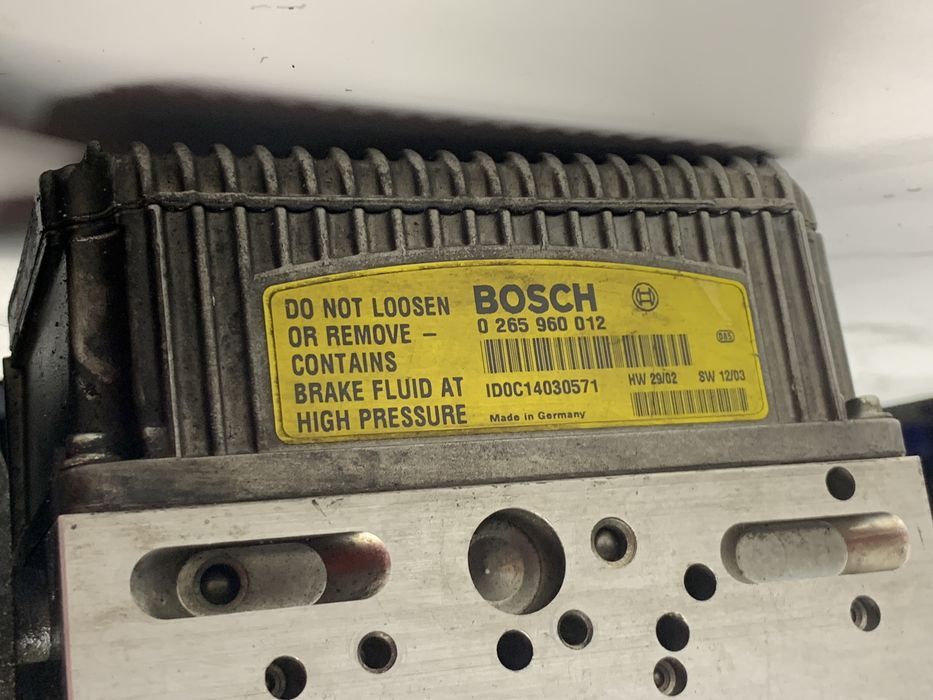 DO NOT LOOSEN
OR REMOVE –
CONTAINS
BRAKE FLUID AT
HIGH PRESSURE
BOSCH
0 265 960 012
ID0C14030571
HW 29/02 SW 12/03
Made in Germany
DAS